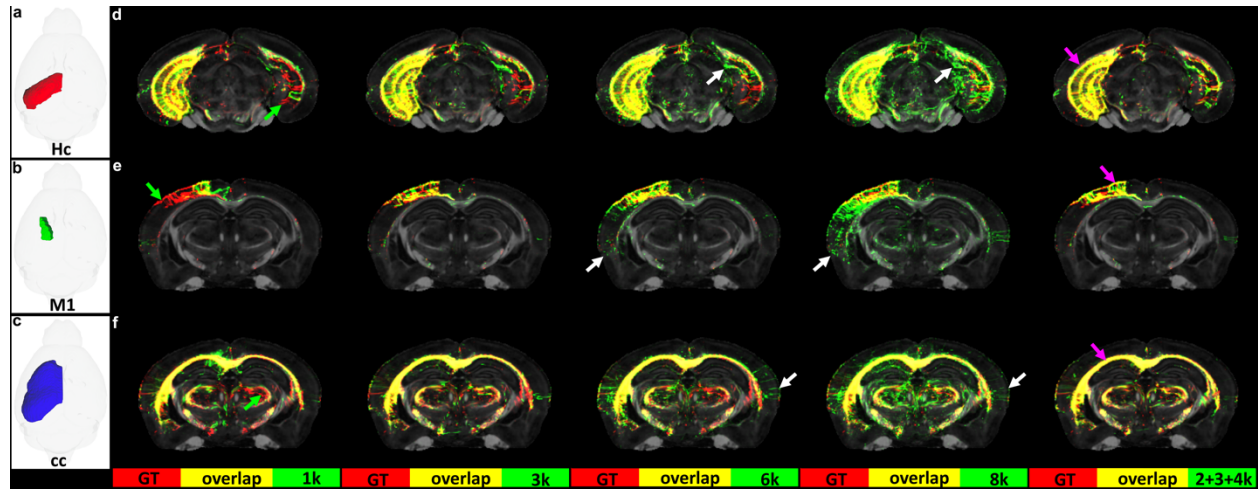 a
Hc
b
M1
c
cc
d
e
f
GT overlap 1k
GT overlap 3k
GT overlap 6k
GT overlap 8k
GT overlap 2+3+4k